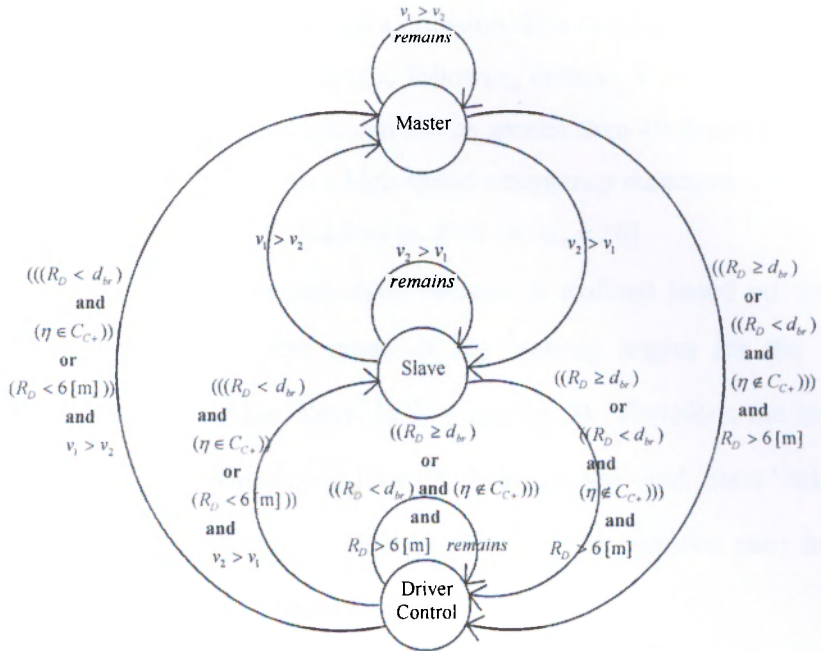 v₁ > v₂
remains
Master
v₁ > v₂
v₂ > v₁
v₂ > v₁
remains
Slave
(((R_D < d_br)
and
(η ∈ C_C+))
or
(R_D < 6 [m] ))
and
v₁ > v₂
(((R_D < d_br)
and
(η ∈ C_C+))
or
(R_D < 6 [m] ))
and
v₂ > v₁
((R_D ≥ d_br)
or
((R_D < d_br) and (η ∉ C_C+)))
and
R_D > 6 [m] remains
((R_D ≥ d_br)
or
((R_D < d_br)
and
(η ∉ C_C+)))
and
R_D > 6 [m]
((R_D ≥ d_br)
or
((R_D < d_br)
and
(η ∉ C_C+)))
and
R_D > 6 [m]
Driver
Control